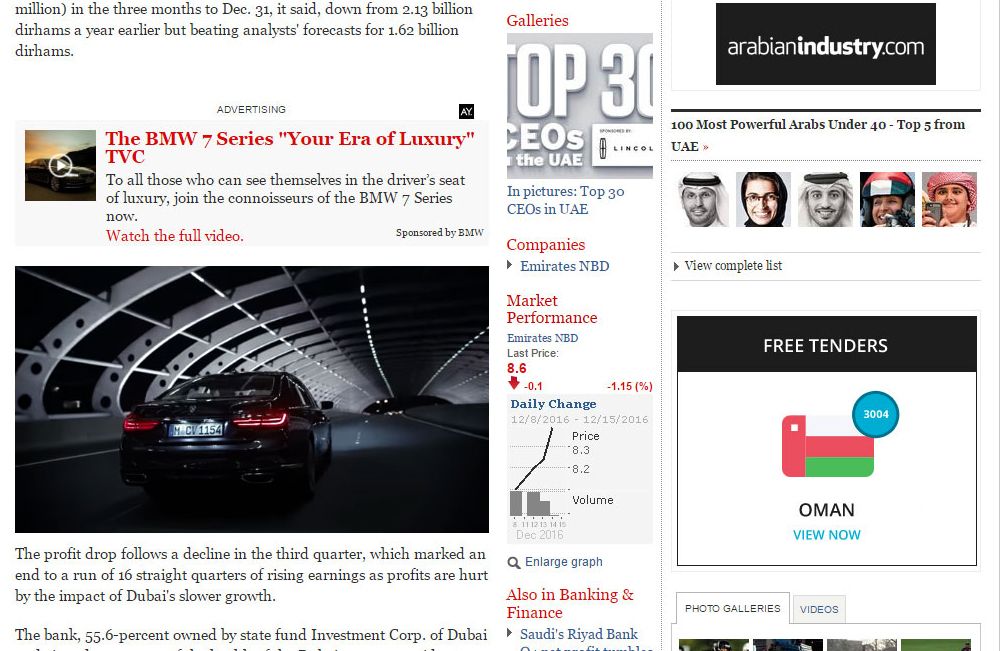 million) in the three months to Dec. 31, it said, down from 2.13 billion
dirhams a year earlier but beating analysts' forecasts for 1.62 billion
dirhams.
ADVERTISING
AY
The BMW 7 Series "Your Era of Luxury"
TVC
To all those who can see themselves in the driver's seat
of luxury, join the connoisseurs of the BMW 7 Series
now.
Watch the full video.
Sponsored by BMW
M CV 1154
The profit drop follows a decline in the third quarter, which marked an
end to a run of 16 straight quarters of rising earnings as profits are hurt
by the impact of Dubai's slower growth.
The bank, 55.6-percent owned by state fund Investment Corp. of Dubai
Galleries
TOP 30
CEOs
the UAE
SPONSORED BY:
LINCOL
In pictures: Top 30
CEOs in UAE
Companies
Emirates NBD
Market
Performance
Emirates NBD
Last Price:
8.6
-0.1 -1.15 (%)
Daily Change
12/8/2016 - 12/15/2016
Price
8.3
8.2
Volume
8 11 12 13 14 15
Dec 2016
Enlarge graph
Also in Banking &
Finance
Saudi's Riyad Bank
Q4 net profit tumbles
arabianindustry.com
100 Most Powerful Arabs Under 40 - Top 5 from
UAE »
View complete list
FREE TENDERS
3004
OMAN
VIEW NOW
PHOTO GALLERIES
VIDEOS